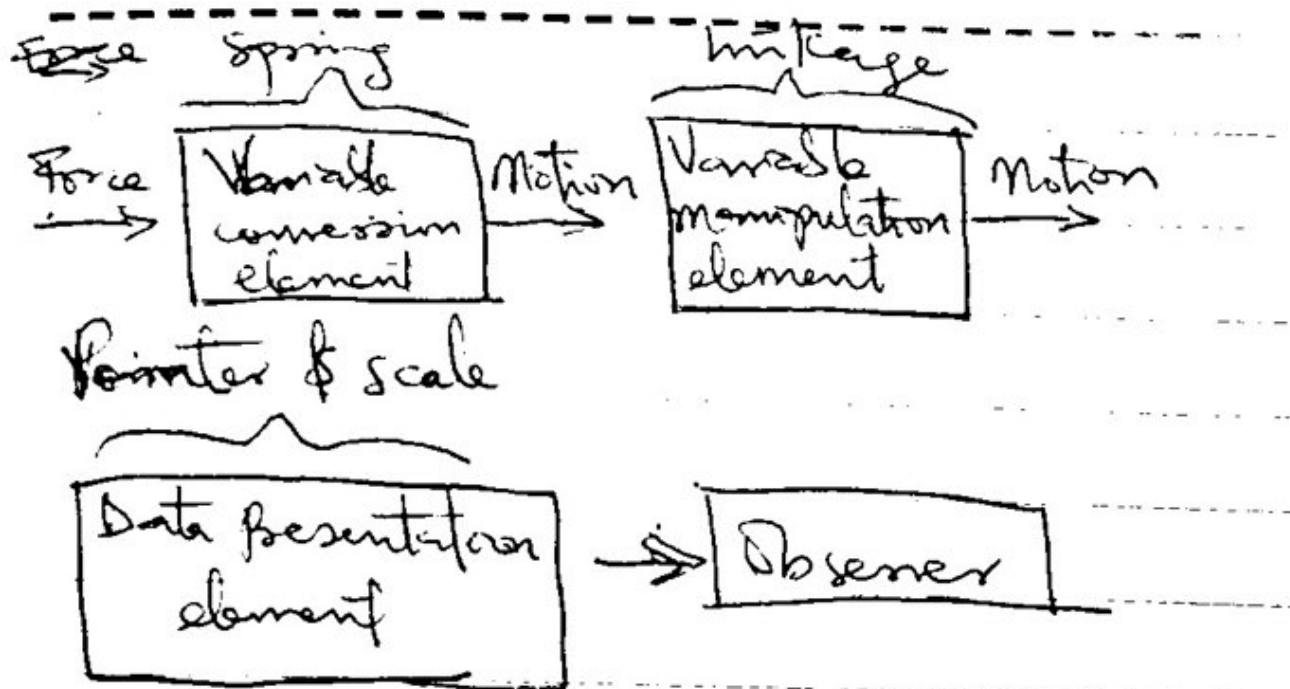 Force Spring Linkage
Force Variable Motion Variable Motion
conversion manipulation
element element
Pointer & scale
Data presentation Observer
element